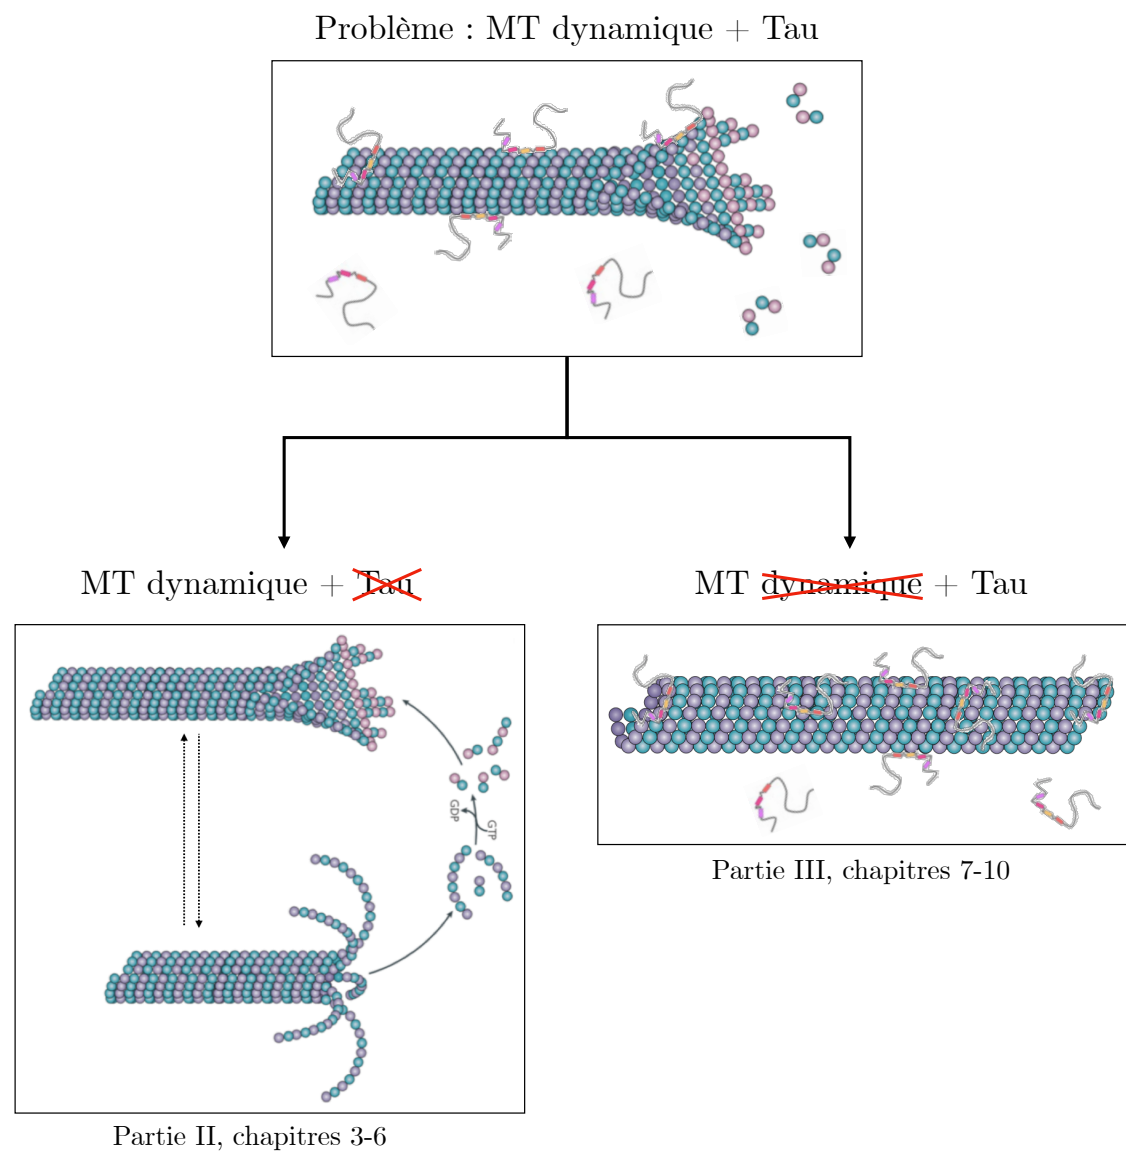 Problème : MT dynamique + Tau
MT dynamique + Tau
MT dynamique + Tau
GDP
GTP
Partie III, chapitres 7-10
Partie II, chapitres 3-6